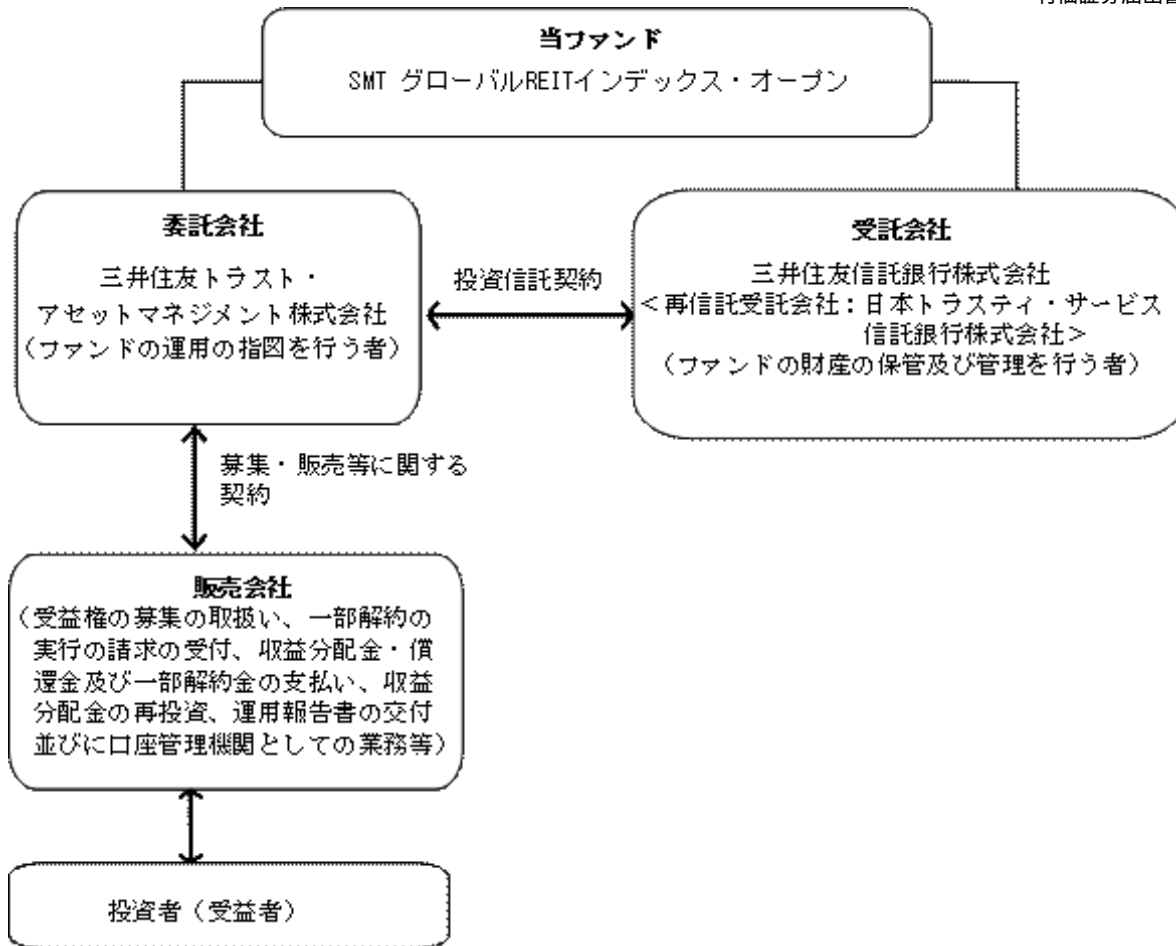 当ファンド
SMT グローバルREITインデックス・オープン
委託会社
三井住友トラスト・
アセットマネジメント株式会社
（ファンドの運用の指図を行う者）
投資信託契約
受託会社
三井住友信託銀行株式会社
＜再信託受託会社：日本トラスティ・サービス
信託銀行株式会社＞
（ファンドの財産の保管及び管理を行う者）
募集・販売等に関する
契約
販売会社
（受益権の募集の取扱い、一部解約の
実行の請求の受付、収益分配金・償
還金及び一部解約金の支払い、収益
分配金の再投資、運用報告書の交付
並びに口座管理機関としての業務等）
投資者（受益者）